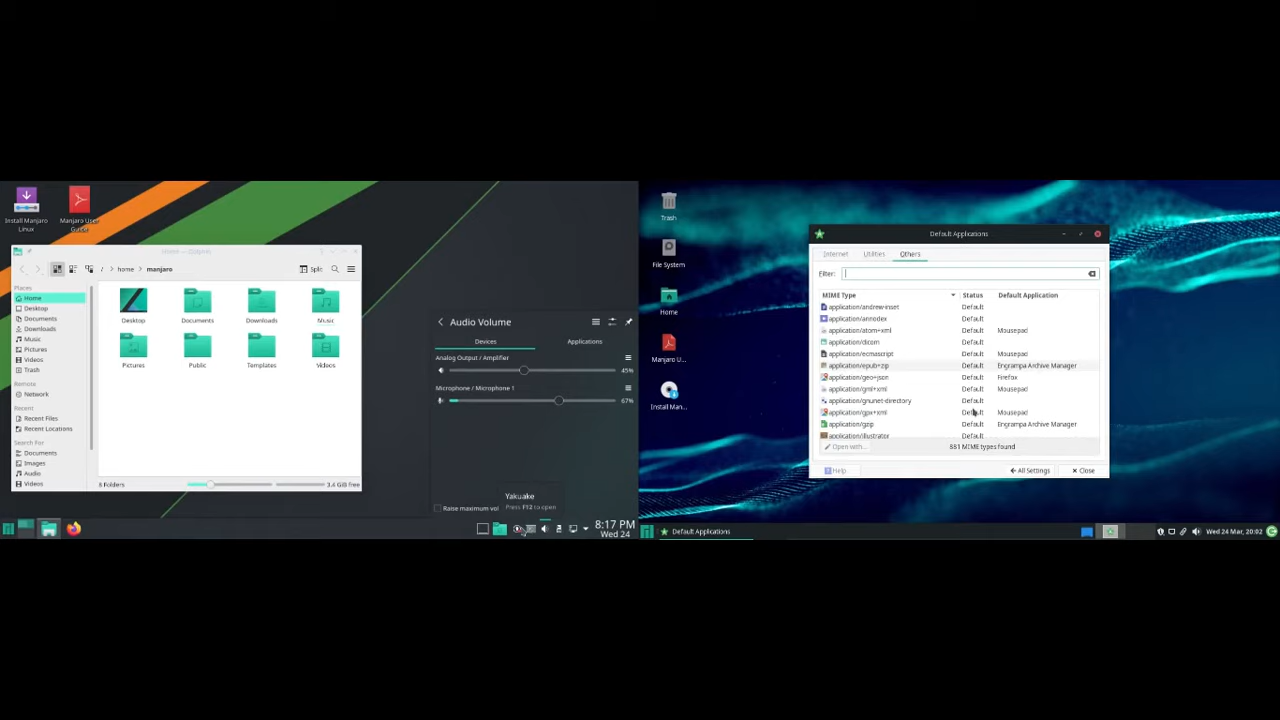 Install Manjaro
Linux
Manjaro User
Guide
/ home manjaro
Split
Places
Home
Desktop
Documents
Downloads
Music
Pictures
Videos
Trash
Remote
Network
Recent
Recent Files
Recent Locations
Search For
Documents
Images
Audio
Videos
Desktop
Documents
Downloads
Music
Pictures
Public
Templates
Videos
8 Folders
3.4 GiB free
Audio Volume
Devices
Applications
Analog Output / Amplifier
45%
Microphone / Microphone 1
67%
Raise maximum vol
Yakuake
Press F12 to open
8:17 PM
Wed 24
Trash
File System
Home
Manjaro U...
Install Man...
Default Applications
Internet
Utilities
Others
Filter:
MIME Type Status Default Application
application/andrew-inset Default
application/annodex Default
application/atom+xml Default Mousepad
application/dicom Default
application/ecmascript Default Mousepad
application/epub+zip Default Engrampa Archive Manager
application/geo+json Default Firefox
application/gml+xml Default Mousepad
application/gnunet-directory Default
application/gpx+xml Default Mousepad
application/gzip Default Engrampa Archive Manager
application/illustrator Default
Open with...
881 MIME types found
Help
All Settings
Close
Default Applications
Wed 24 Mar, 20:02